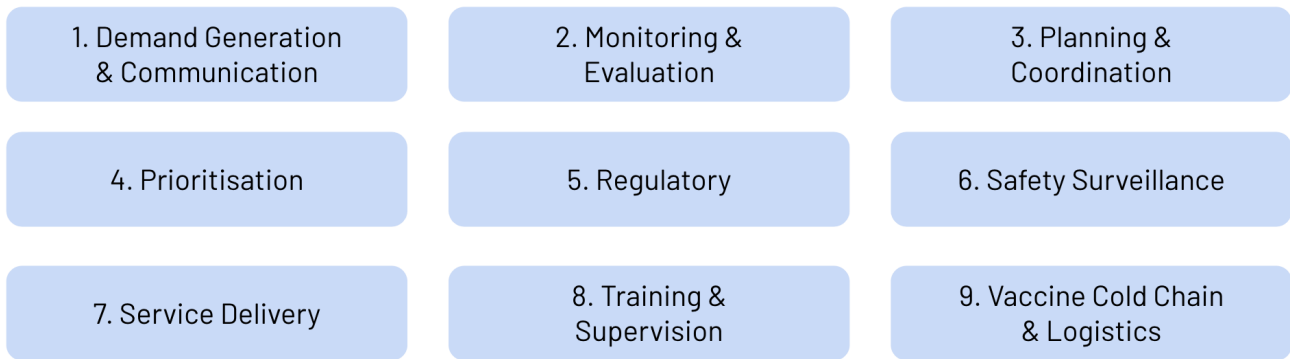 1. Demand Generation
& Communication
2. Monitoring &
Evaluation
3. Planning &
Coordination
4. Prioritisation
5. Regulatory
6. Safety Surveillance
7. Service Delivery
8. Training &
Supervision
9. Vaccine Cold Chain
& Logistics